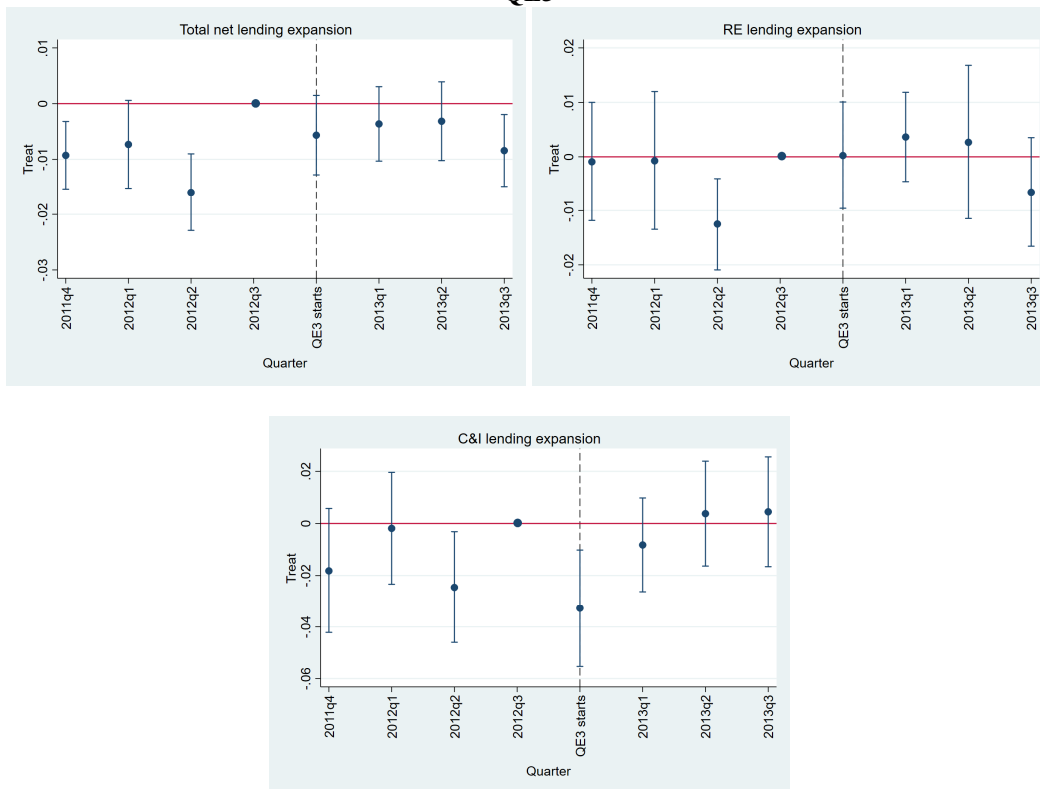 QE3
Total net lending expansion
.01
0
-.01
-.02
-.03
Treat
2011q4
2012q1
2012q2
2012q3
QE3 starts
2013q1
2013q2
2013q3
Quarter
RE lending expansion
.02
.01
0
-.01
-.02
Treat
2011q4
2012q1
2012q2
2012q3
QE3 starts
2013q1
2013q2
2013q3
Quarter
C&I lending expansion
.02
0
-.02
-.04
-.06
Treat
2011q4
2012q1
2012q2
2012q3
QE3 starts
2013q1
2013q2
2013q3
Quarter